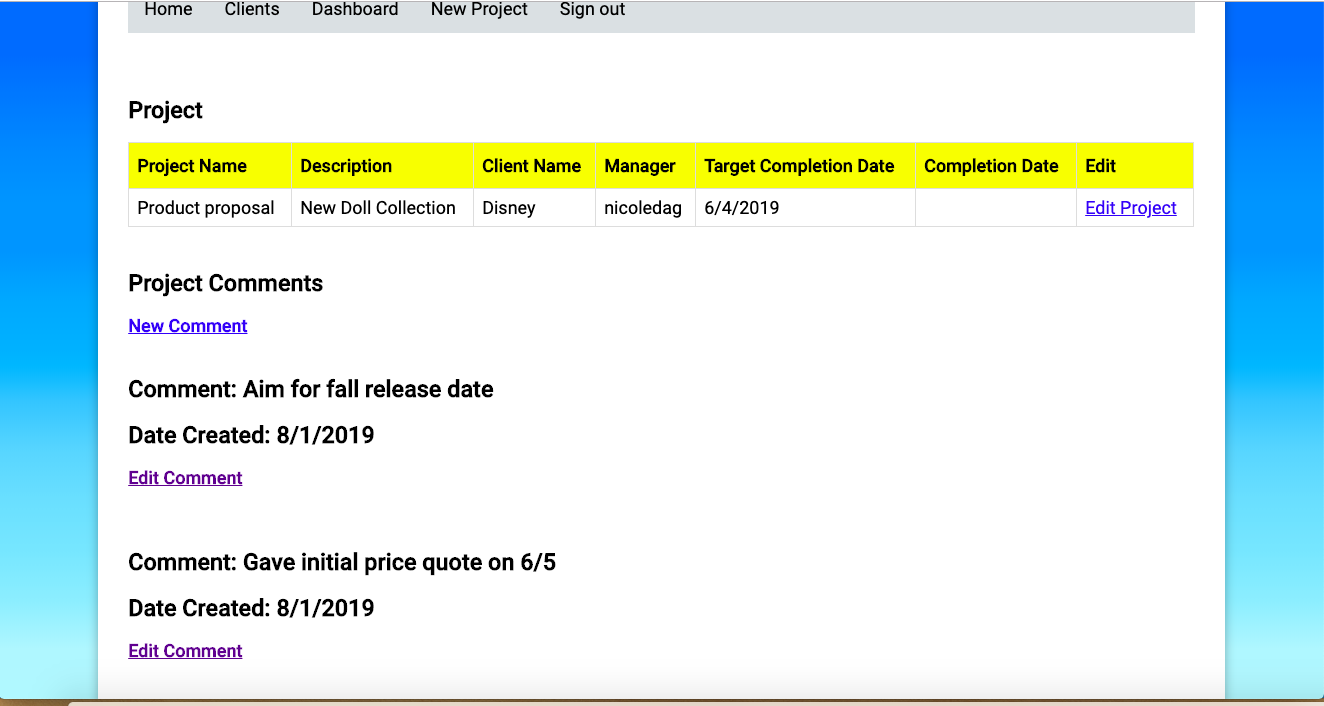 Home Clients Dashboard New Project Sign out
Project
Project Name Description Client Name Manager Target Completion Date Completion Date Edit
Product proposal New Doll Collection Disney nicoledag 6/4/2019 Edit Project
Project Comments
New Comment
Comment: Aim for fall release date
Date Created: 8/1/2019
Edit Comment
Comment: Gave initial price quote on 6/5
Date Created: 8/1/2019
Edit Comment